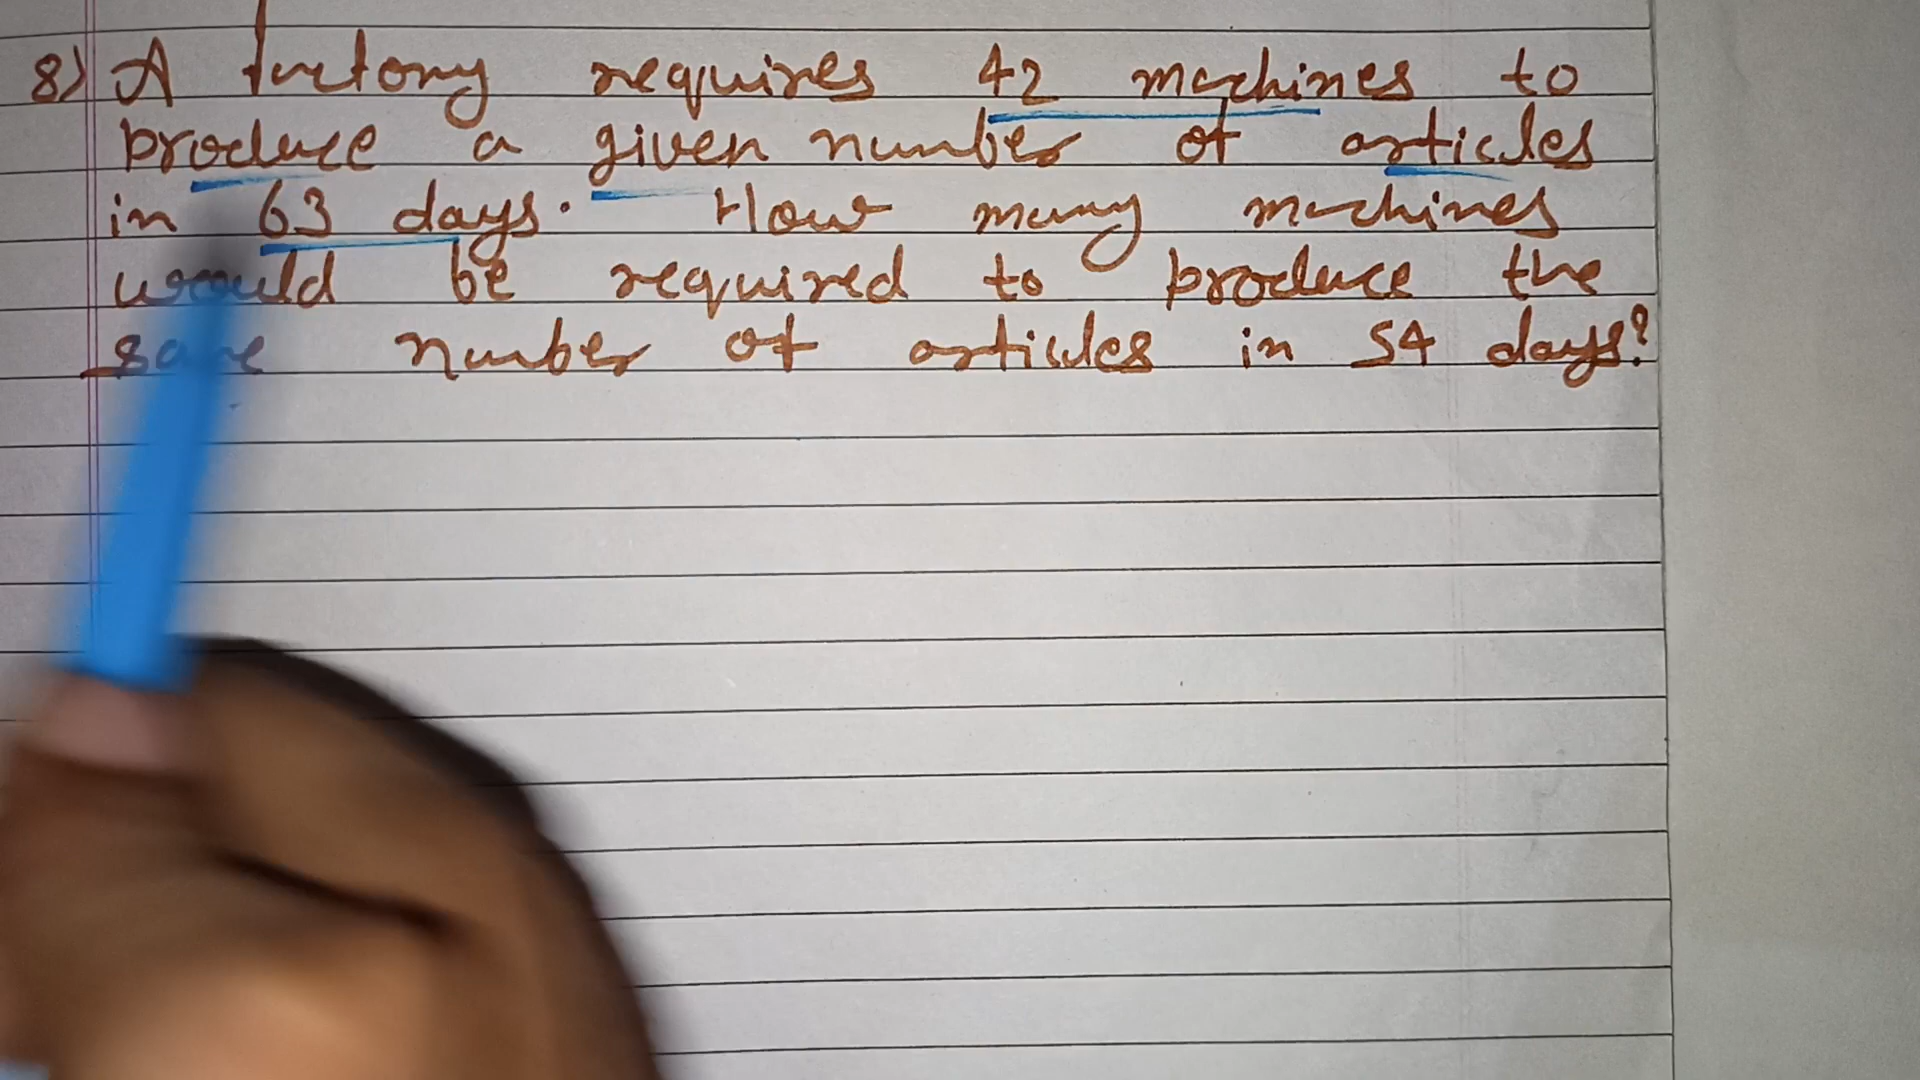 8) A factory requires 42 machines to
produce a given number of articles
in 63 days. How many machines
would be required to produce the
same number of articles in 54 days?